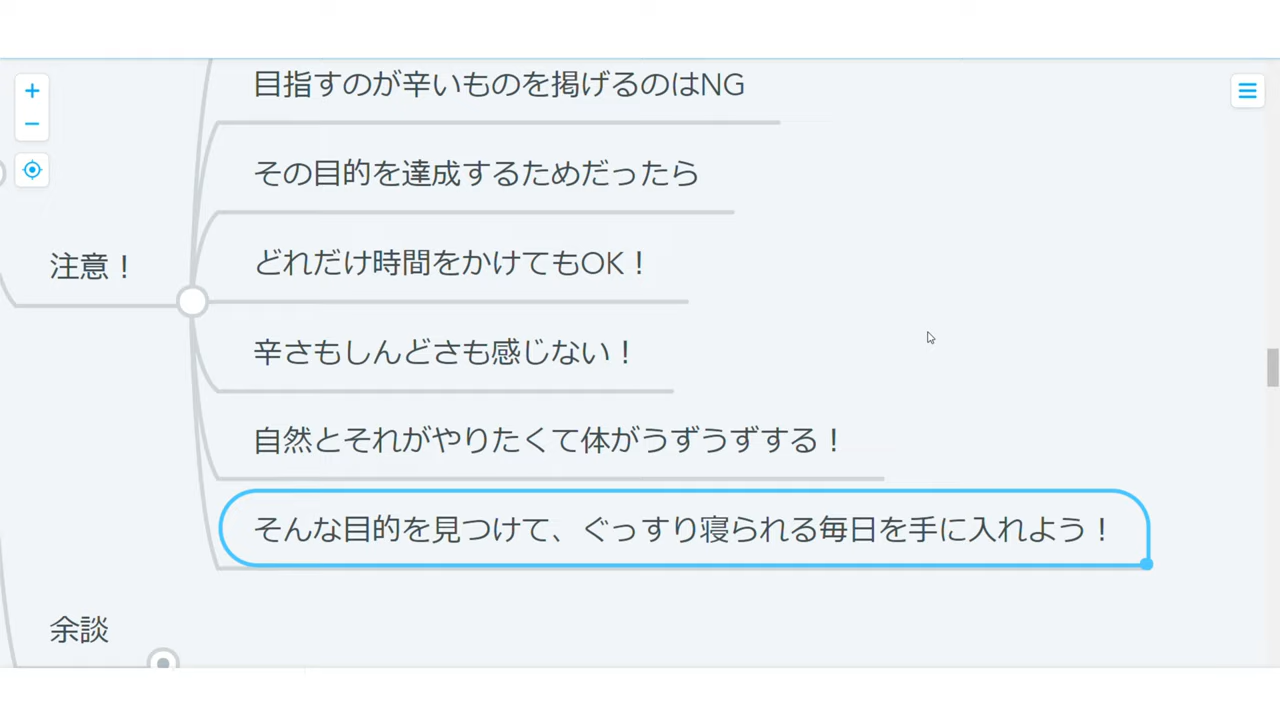 目指すのが辛いものを掲げるのはNG
その目的を達成するためだったら
注意！
どれだけ時間をかけてもOK！
辛さもしんどさも感じない！
自然とそれがやりたくて体がうずうずする！
そんな目的を見つけて、ぐっすり寝られる毎日を手に入れよう！
余談